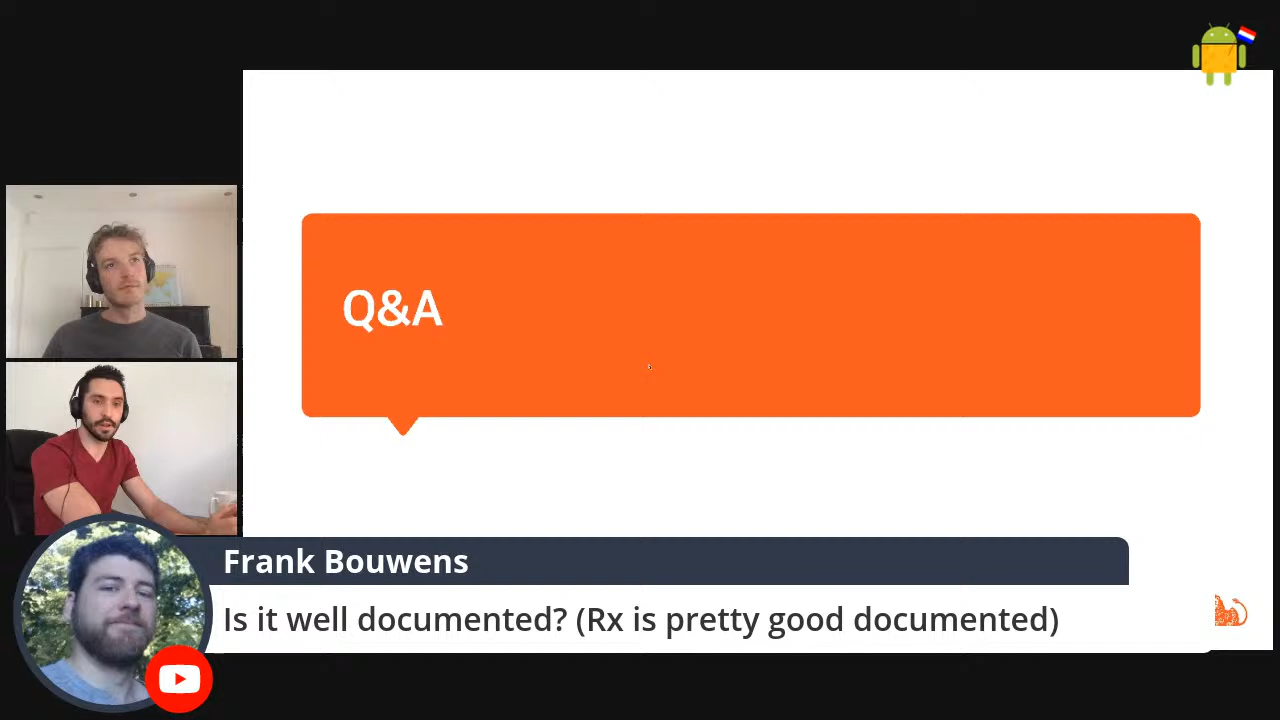 Q&A
Frank Bouwens
Is it well documented? (Rx is pretty good documented)